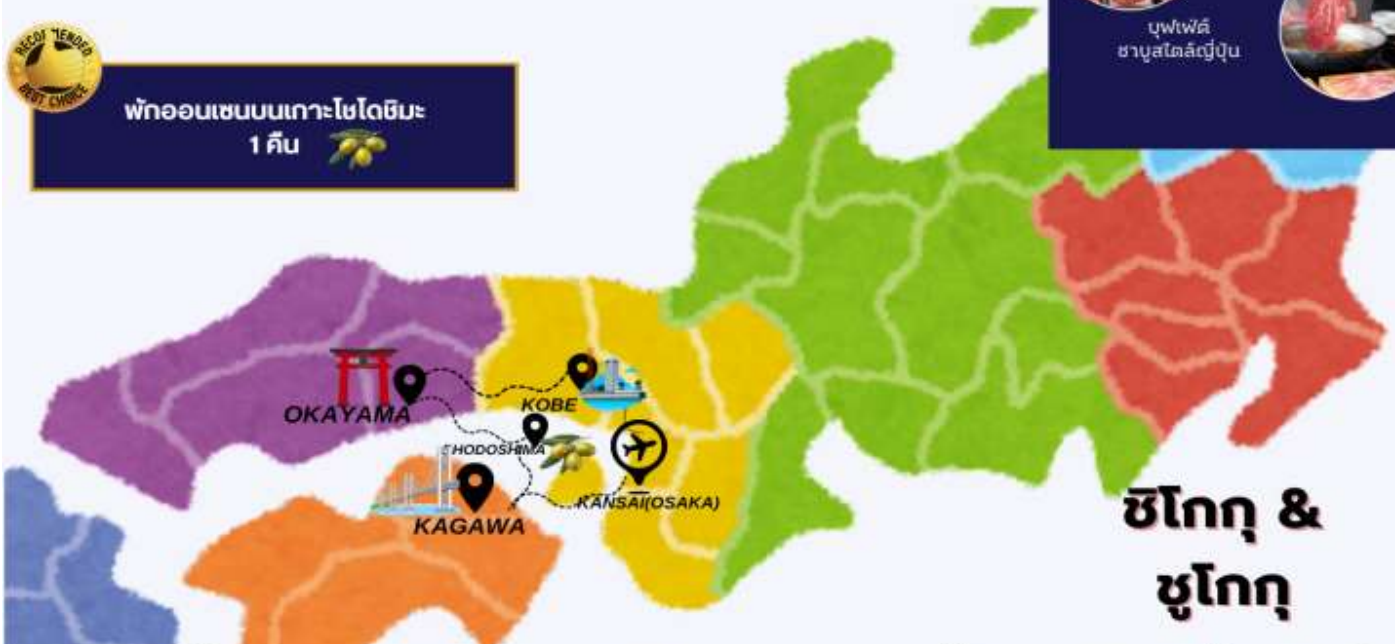 บุฟเฟ่ต์
ชาบูสไตล์ญี่ปุ่น
BEST CHOICE
พักออนเซนบนเกาะโชโดชิมะ
1 คืน
OKAYAMA
KOBE
HODOSHIMA
KANSAI(OSAKA)
KAGAWA
ชิโกกุ &
ชูโกกุ